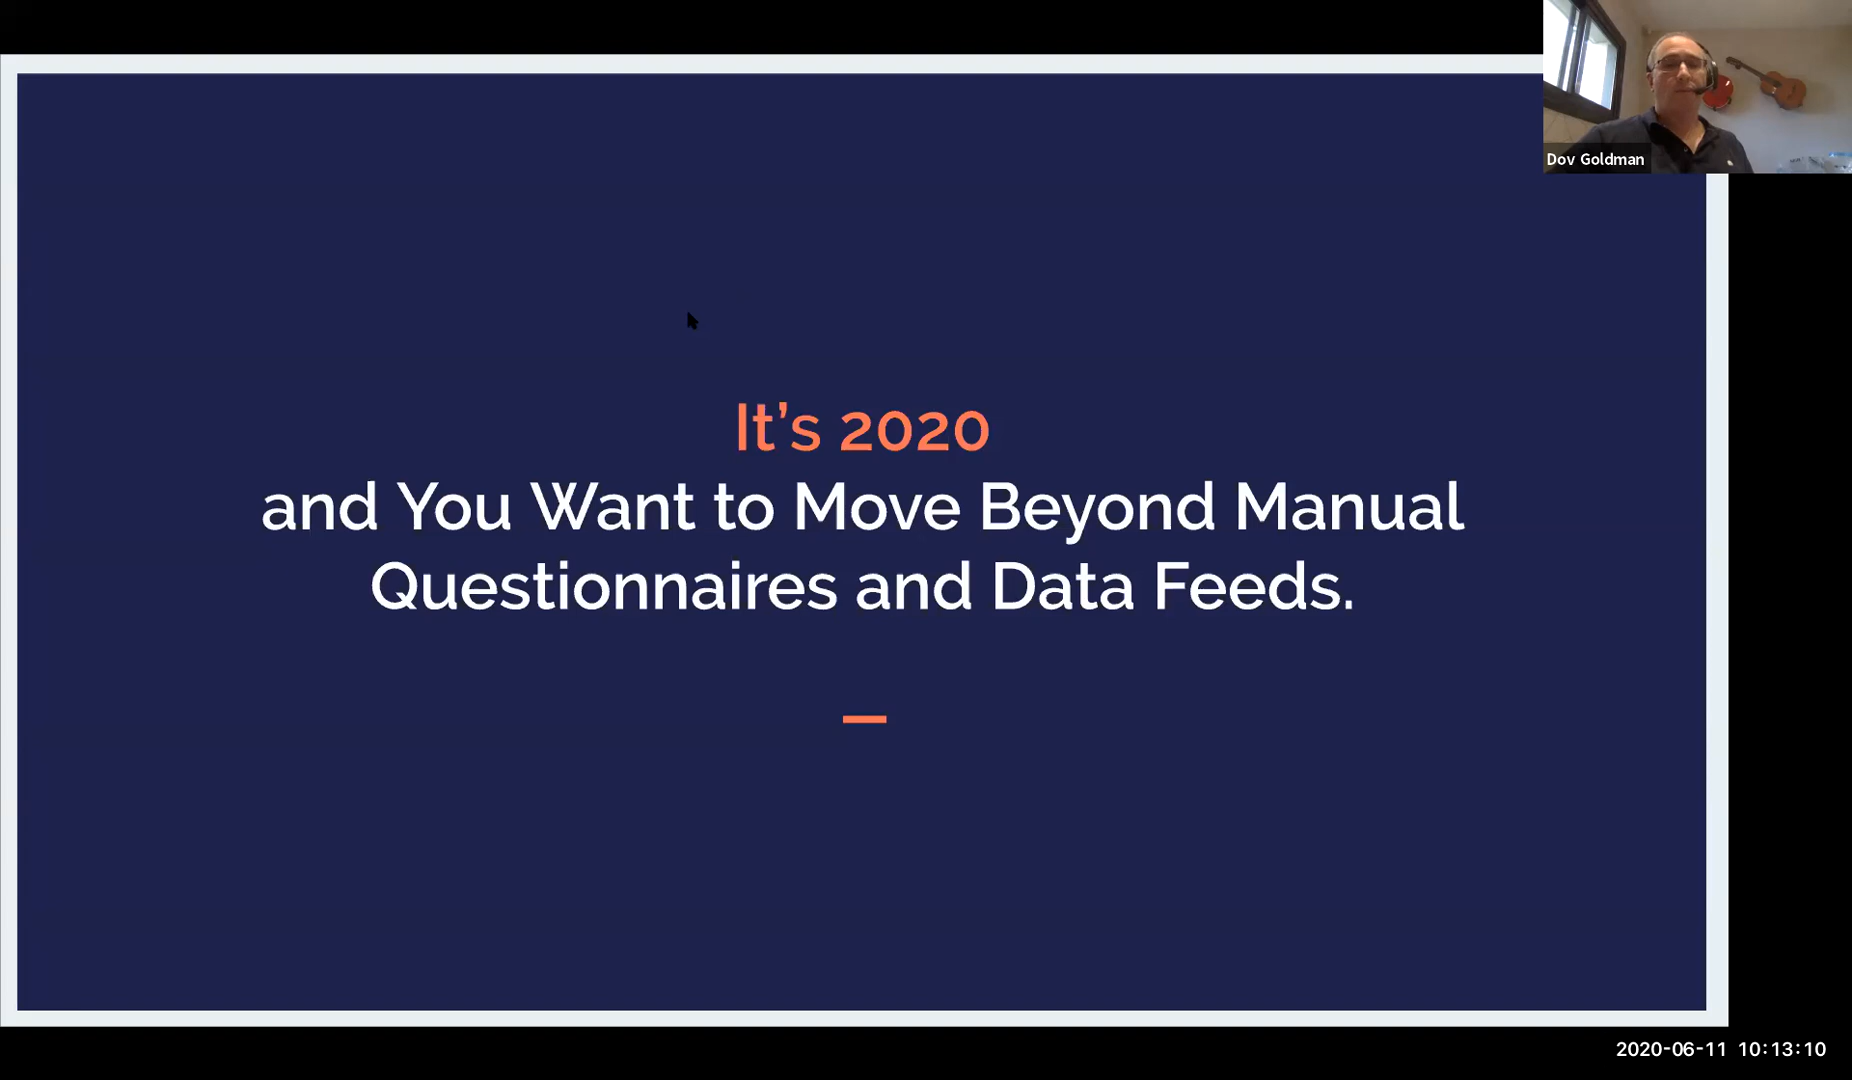 Dov Goldman
It's 2020
and You Want to Move Beyond Manual
Questionnaires and Data Feeds.
2020-06-11 10:13:10